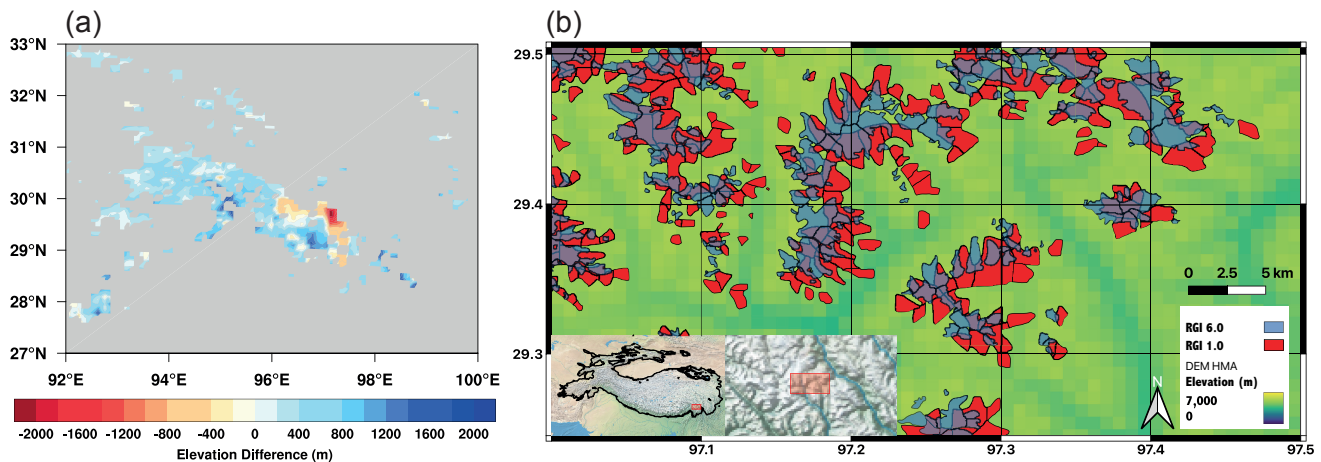 (a)
33°N
32°N
31°N
30°N
29°N
28°N
27°N
92°E 94°E 96°E 98°E 100°E
-2000 -1600 -1200 -800 -400 0 400 800 1200 1600 2000
Elevation Difference (m)
(b)
29.5
29.4
29.3
97.1 97.2 97.3 97.4 97.5
0 2.5 5 km
RGI 6.0
RGI 1.0
DEM HMA
Elevation (m)
7,000
0
N